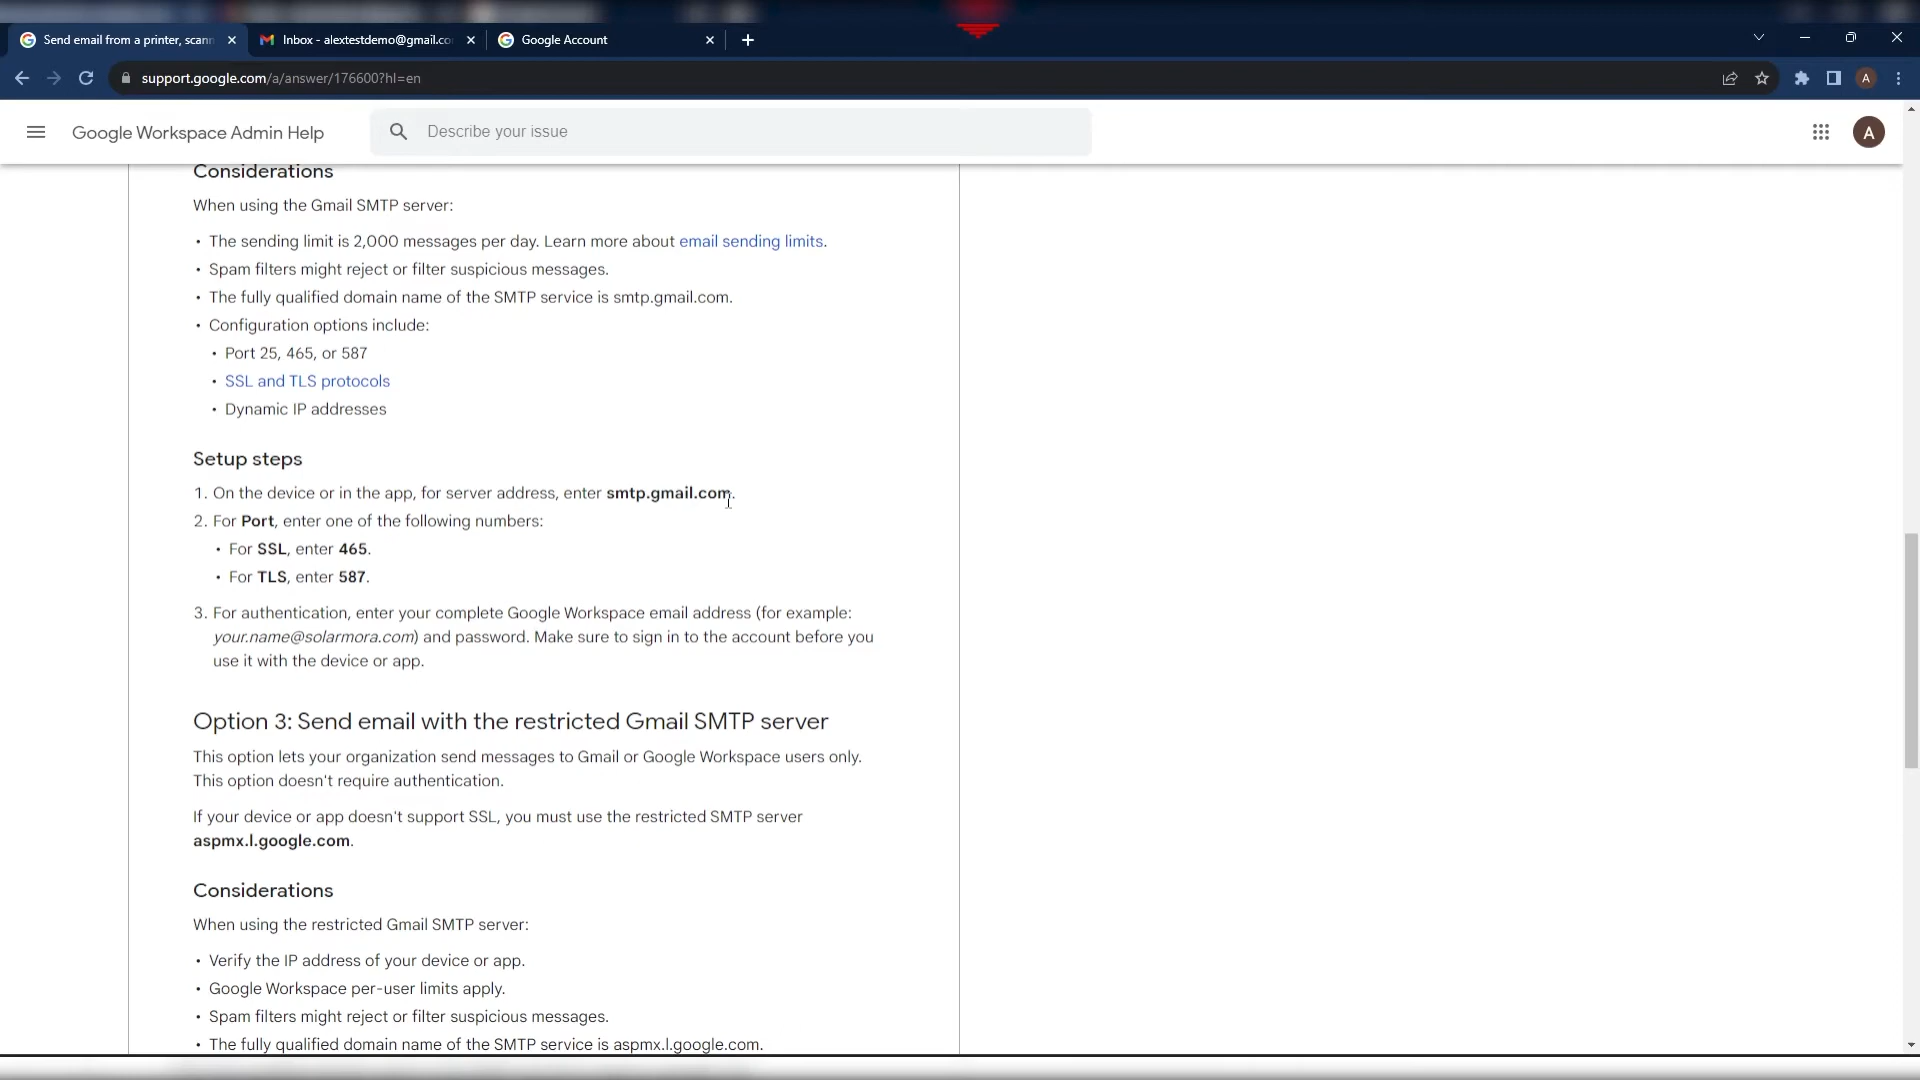 Send email from a printer, scann
Inbox - alextestdemo@gmail.co
Google Account
support.google.com/a/answer/176600?hl=en
A
Google Workspace Admin Help
Describe your issue
A
Considerations
When using the Gmail SMTP server:
• The sending limit is 2,000 messages per day. Learn more about email sending limits.
• Spam filters might reject or filter suspicious messages.
• The fully qualified domain name of the SMTP service is smtp.gmail.com.
• Configuration options include:
• Port 25, 465, or 587
• SSL and TLS protocols
• Dynamic IP addresses
Setup steps
1. On the device or in the app, for server address, enter smtp.gmail.com.
2. For Port, enter one of the following numbers:
• For SSL, enter 465.
• For TLS, enter 587.
3. For authentication, enter your complete Google Workspace email address (for example:
your.name@solarmora.com) and password. Make sure to sign in to the account before you
use it with the device or app.
Option 3: Send email with the restricted Gmail SMTP server
This option lets your organization send messages to Gmail or Google Workspace users only.
This option doesn't require authentication.
If your device or app doesn't support SSL, you must use the restricted SMTP server
aspmx.l.google.com.
Considerations
When using the restricted Gmail SMTP server:
• Verify the IP address of your device or app.
• Google Workspace per-user limits apply.
• Spam filters might reject or filter suspicious messages.
• The fully qualified domain name of the SMTP service is aspmx.l.google.com.